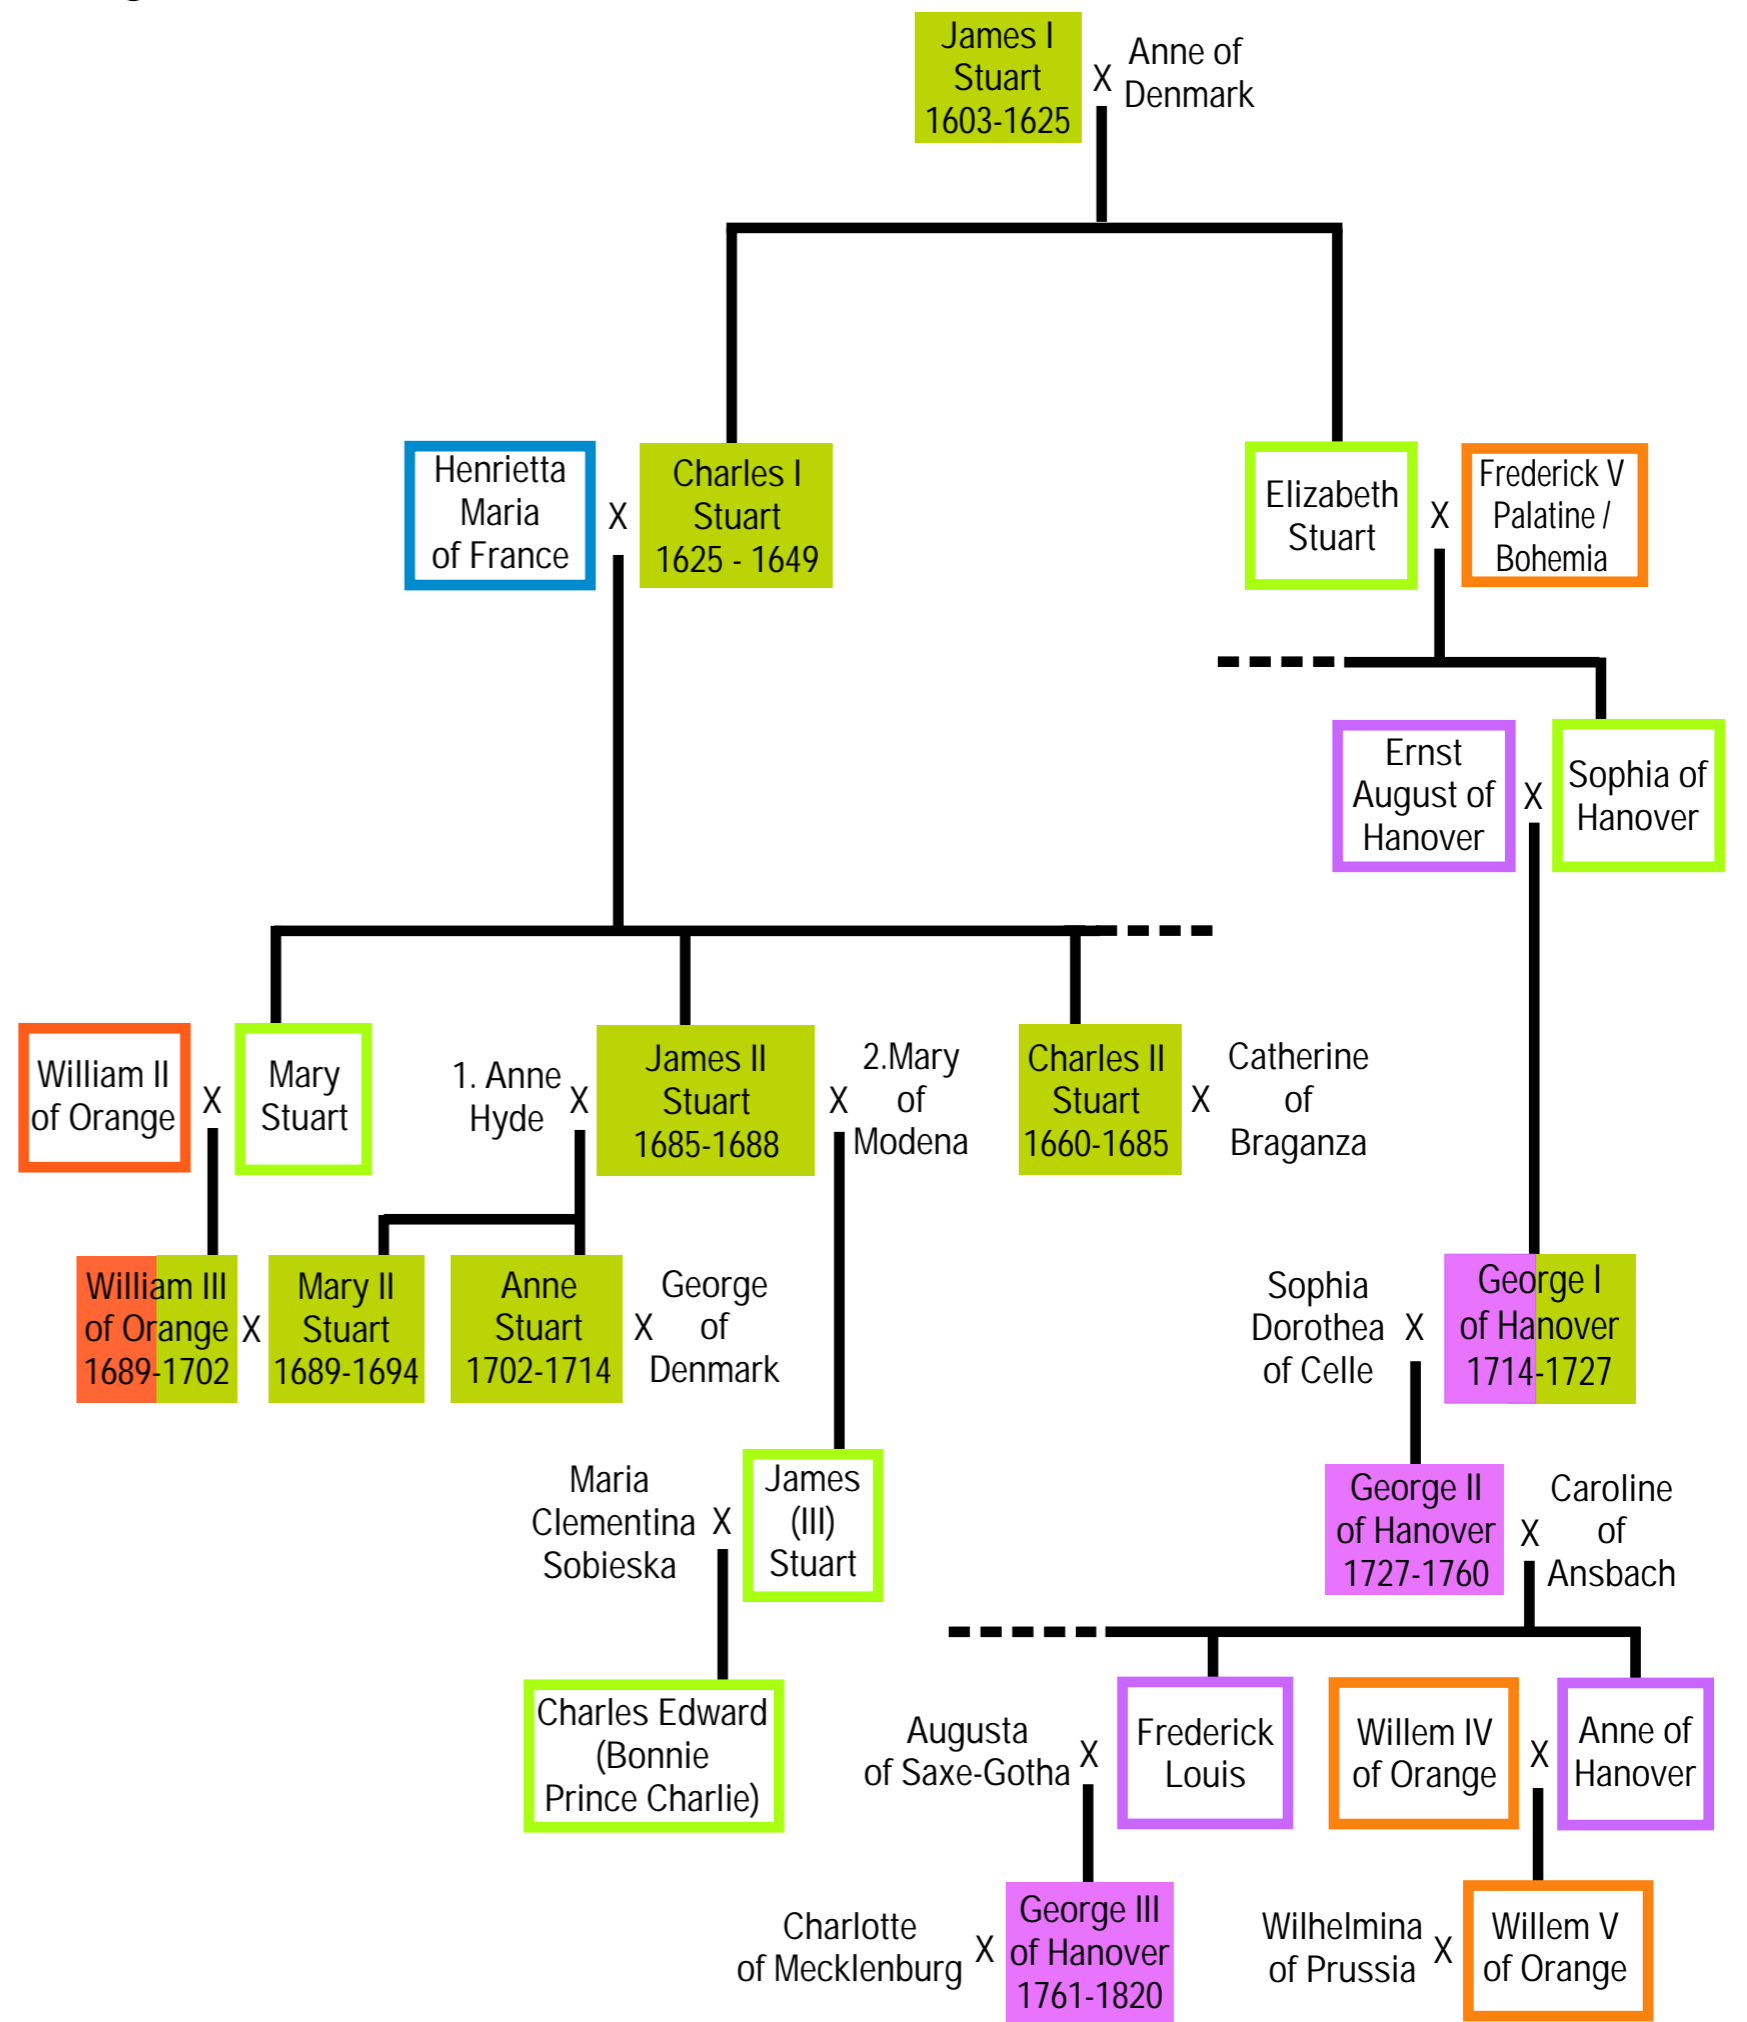 James I
Stuart
1603-1625
X
Anne of
Denmark
Henrietta
Maria
of France
X
Charles I
Stuart
1625 - 1649
Elizabeth
Stuart
X
Frederick V
Palatine /
Bohemia
Ernst
August of
Hanover
X
Sophia of
Hanover
William II
of Orange
X
Mary
Stuart
1. Anne
Hyde
X
James II
Stuart
1685-1688
X
2.Mary
of
Modena
Charles II
Stuart
1660-1685
X
Catherine
of
Braganza
William III
of Orange
1689-1702
X
Mary II
Stuart
1689-1694
Anne
Stuart
1702-1714
X
George
of
Denmark
Sophia
Dorothea
of Celle
X
George I
of Hanover
1714-1727
Maria
Clementina
Sobieska
X
James
(III)
Stuart
George II
of Hanover
1727-1760
X
Caroline
of
Ansbach
Charles Edward
(Bonnie
Prince Charlie)
Augusta
of Saxe-Gotha
X
Frederick
Louis
Willem IV
of Orange
X
Anne of
Hanover
Charlotte
of Mecklenburg
X
George III
of Hanover
1761-1820
Wilhelmina
of Prussia
X
Willem V
of Orange